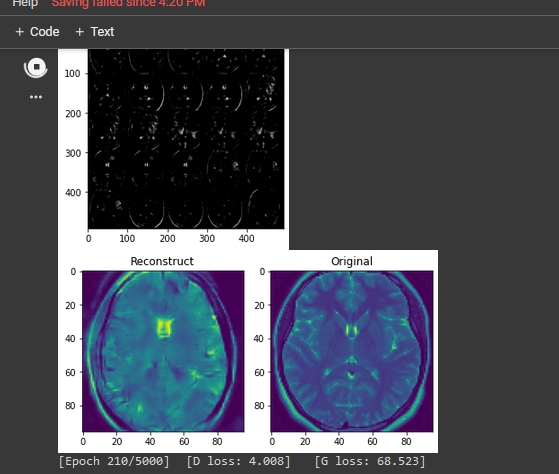 Help Saving failed since 4:20 PM
+ Code + Text
100
200
300
400
0 100 200 300 400
Reconstruct Original
0 0
20 20
40 40
60 60
80 80
0 20 40 60 80 0 20 40 60 80
[Epoch 210/5000] [D loss: 4.008] [G loss: 68.523]